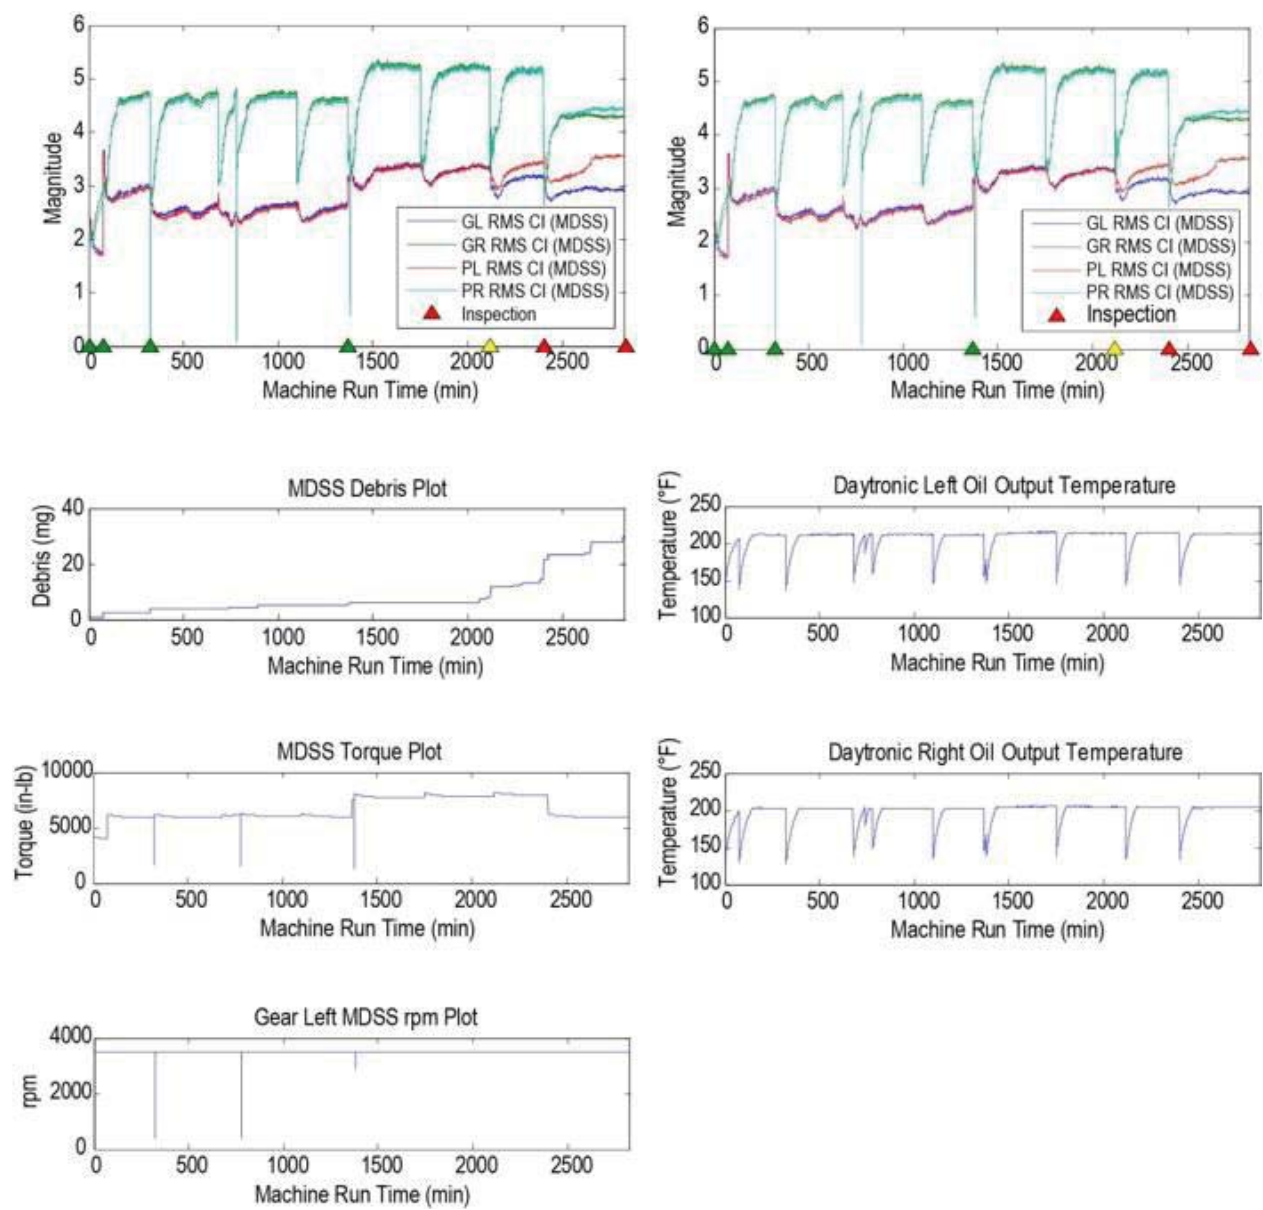 6
5
4
3
2
1
0
Magnitude
GL RMS CI (MDSS)
GR RMS CI (MDSS)
PL RMS CI (MDSS)
PR RMS CI (MDSS)
Inspection
500 1000 1500 2000 2500
Machine Run Time (min)
6
5
4
3
2
1
0
Magnitude
GL RMS CI (MDSS)
GR RMS CI (MDSS)
PL RMS CI (MDSS)
PR RMS CI (MDSS)
Inspection
500 1000 1500 2000 2500
Machine Run Time (min)
MDSS Debris Plot
40
20
0
Debris (mg)
0 500 1000 1500 2000 2500
Machine Run Time (min)
Daytronic Left Oil Output Temperature
250
200
150
100
Temperature (°F)
0 500 1000 1500 2000 2500
Machine Run Time (min)
MDSS Torque Plot
10000
5000
0
Torque (in-lb)
0 500 1000 1500 2000 2500
Machine Run Time (min)
Daytronic Right Oil Output Temperature
250
200
150
100
Temperature (°F)
0 500 1000 1500 2000 2500
Machine Run Time (min)
Gear Left MDSS rpm Plot
4000
2000
0
rpm
0 500 1000 1500 2000 2500
Machine Run Time (min)